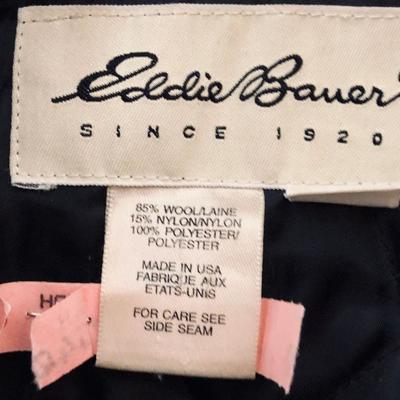 Eddie Bauer
SINCE 1920
85% WOOL/LAINE
15% NYLON/NYLON
100% POLYESTER/
POLYESTER
MADE IN USA
FABRIQUE AUX
ETATS-UNIS
FOR CARE SEE
SIDE SEAM